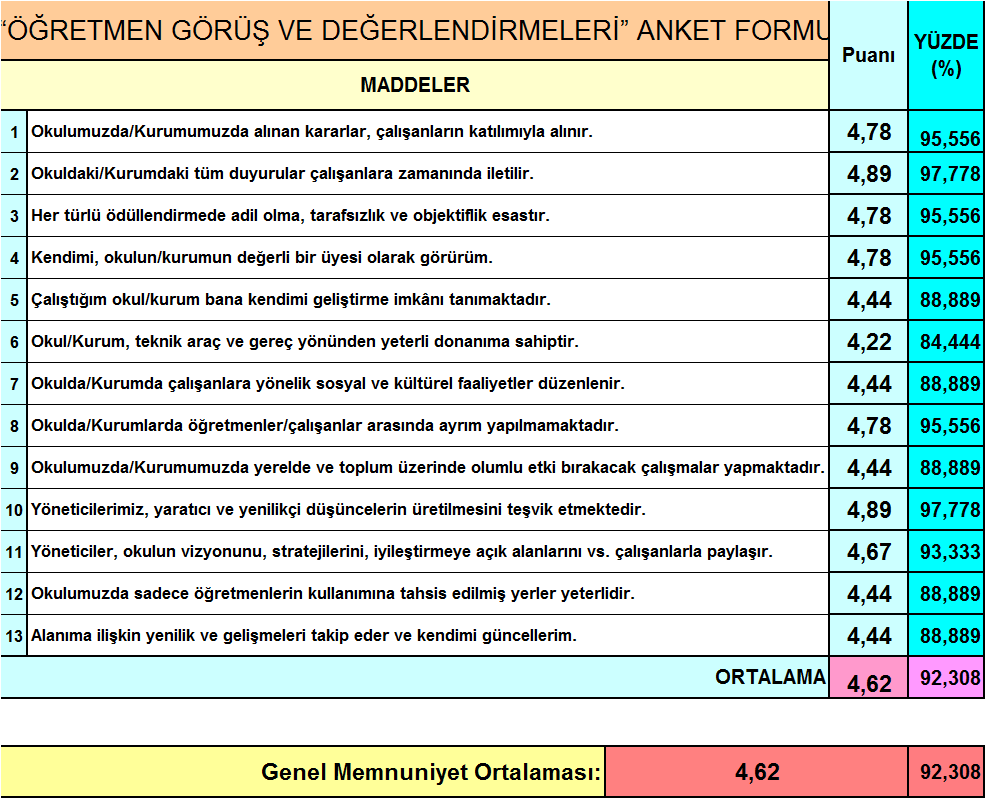 “ÖĞRETMEN GÖRÜŞ VE DEĞERLENDİRMELERİ” ANKET FORMU
Puanı
YÜZDE
(%)
MADDELER
1 Okulumuzda/Kurumumuzda alınan kararlar, çalışanların katılımıyla alınır. 4,78 95,556
2 Okuldaki/Kurumdaki tüm duyurular çalışanlara zamanında iletilir. 4,89 97,778
3 Her türlü ödüllendirmede adil olma, tarafsızlık ve objektiflik esastır. 4,78 95,556
4 Kendimi, okulun/kurumun değerli bir üyesi olarak görürüm. 4,78 95,556
5 Çalıştığım okul/kurum bana kendimi geliştirme imkânı tanımaktadır. 4,44 88,889
6 Okul/Kurum, teknik araç ve gereç yönünden yeterli donanıma sahiptir. 4,22 84,444
7 Okulda/Kurumda çalışanlara yönelik sosyal ve kültürel faaliyetler düzenlenir. 4,44 88,889
8 Okulda/Kurumlarda öğretmenler/çalışanlar arasında ayrım yapılmamaktadır. 4,78 95,556
9 Okulumuzda/Kurumumuzda yerelde ve toplum üzerinde olumlu etki bırakacak çalışmalar yapmaktadır. 4,44 88,889
10 Yöneticilerimiz, yaratıcı ve yenilikçi düşüncelerin üretilmesini teşvik etmektedir. 4,89 97,778
11 Yöneticiler, okulun vizyonunu, stratejilerini, iyileştirmeye açık alanlarını vs. çalışanlarla paylaşır. 4,67 93,333
12 Okulumuzda sadece öğretmenlerin kullanımına tahsis edilmiş yerler yeterlidir. 4,44 88,889
13 Alanıma ilişkin yenilik ve gelişmeleri takip eder ve kendimi güncellerim. 4,44 88,889
ORTALAMA 4,62 92,308
Genel Memnuniyet Ortalaması: 4,62 92,308